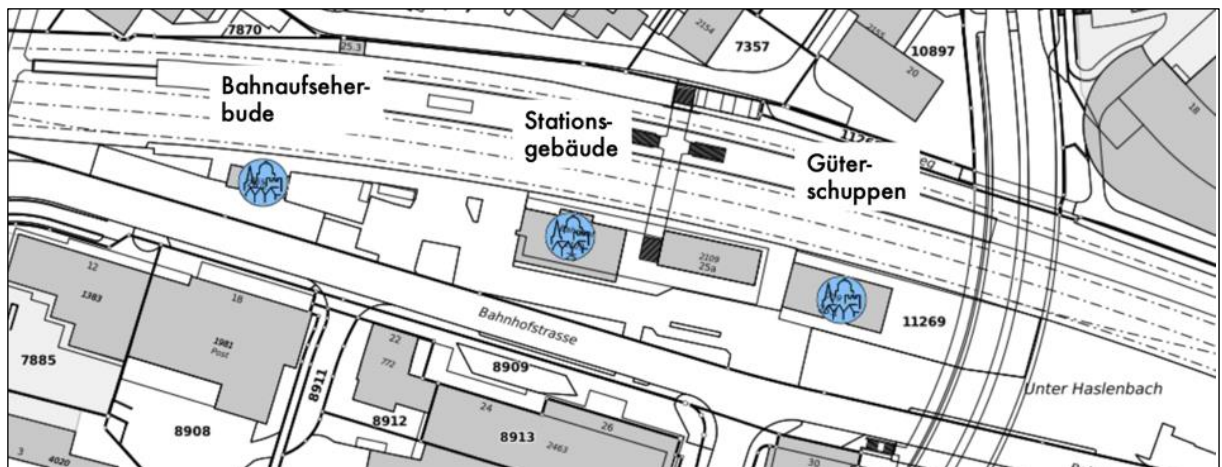 7870
25.3
2154
7357
2155
10897
20
18
Bahnaufseher-
bude
Stations-
gebäude
Güter-
schuppen
2109
25a
11269
12
1383
18
1981
Post
7885
8911
22
772
Bahnhofstrasse
8909
Unter Haslenbach
8908
8912
24
8913
26
2463
3
4020
30